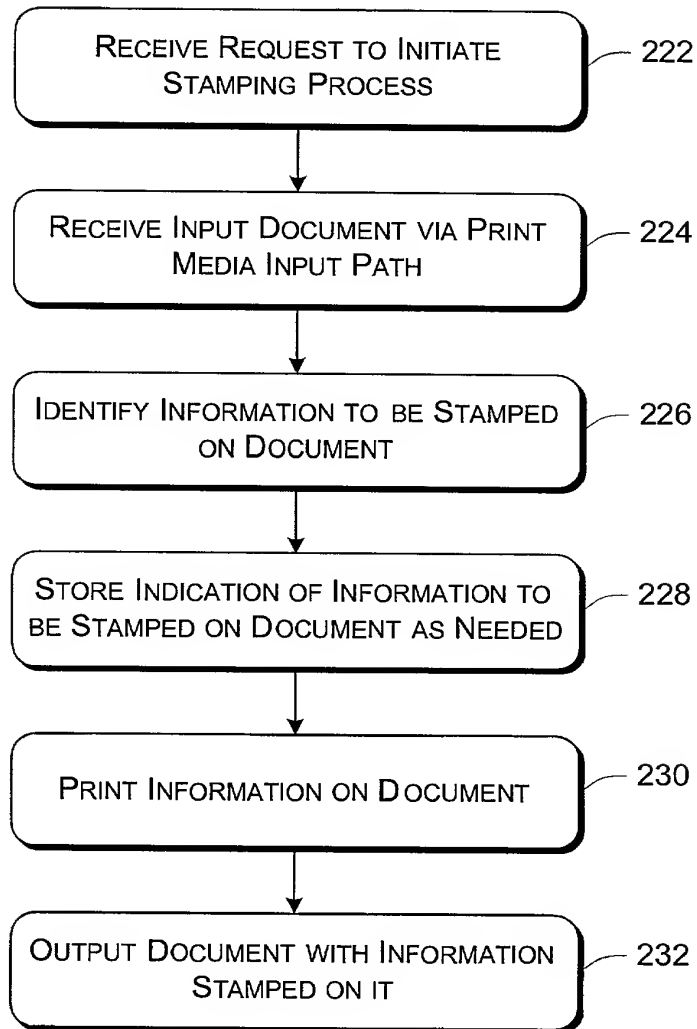 RECEIVE REQUEST TO INITIATE
STAMPING PROCESS
222
RECEIVE INPUT DOCUMENT VIA PRINT
MEDIA INPUT PATH
224
IDENTIFY INFORMATION TO BE STAMPED
ON DOCUMENT
226
STORE INDICATION OF INFORMATION TO
BE STAMPED ON DOCUMENT AS NEEDED
228
PRINT INFORMATION ON DOCUMENT
230
OUTPUT DOCUMENT WITH INFORMATION
STAMPED ON IT
232